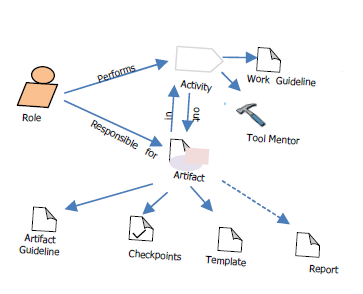 Performs
Work Guideline
Activity
Role
in
out
Tool Mentor
Responsible for
Artifact
Artifact
Guideline
Checkpoints
Template
Report